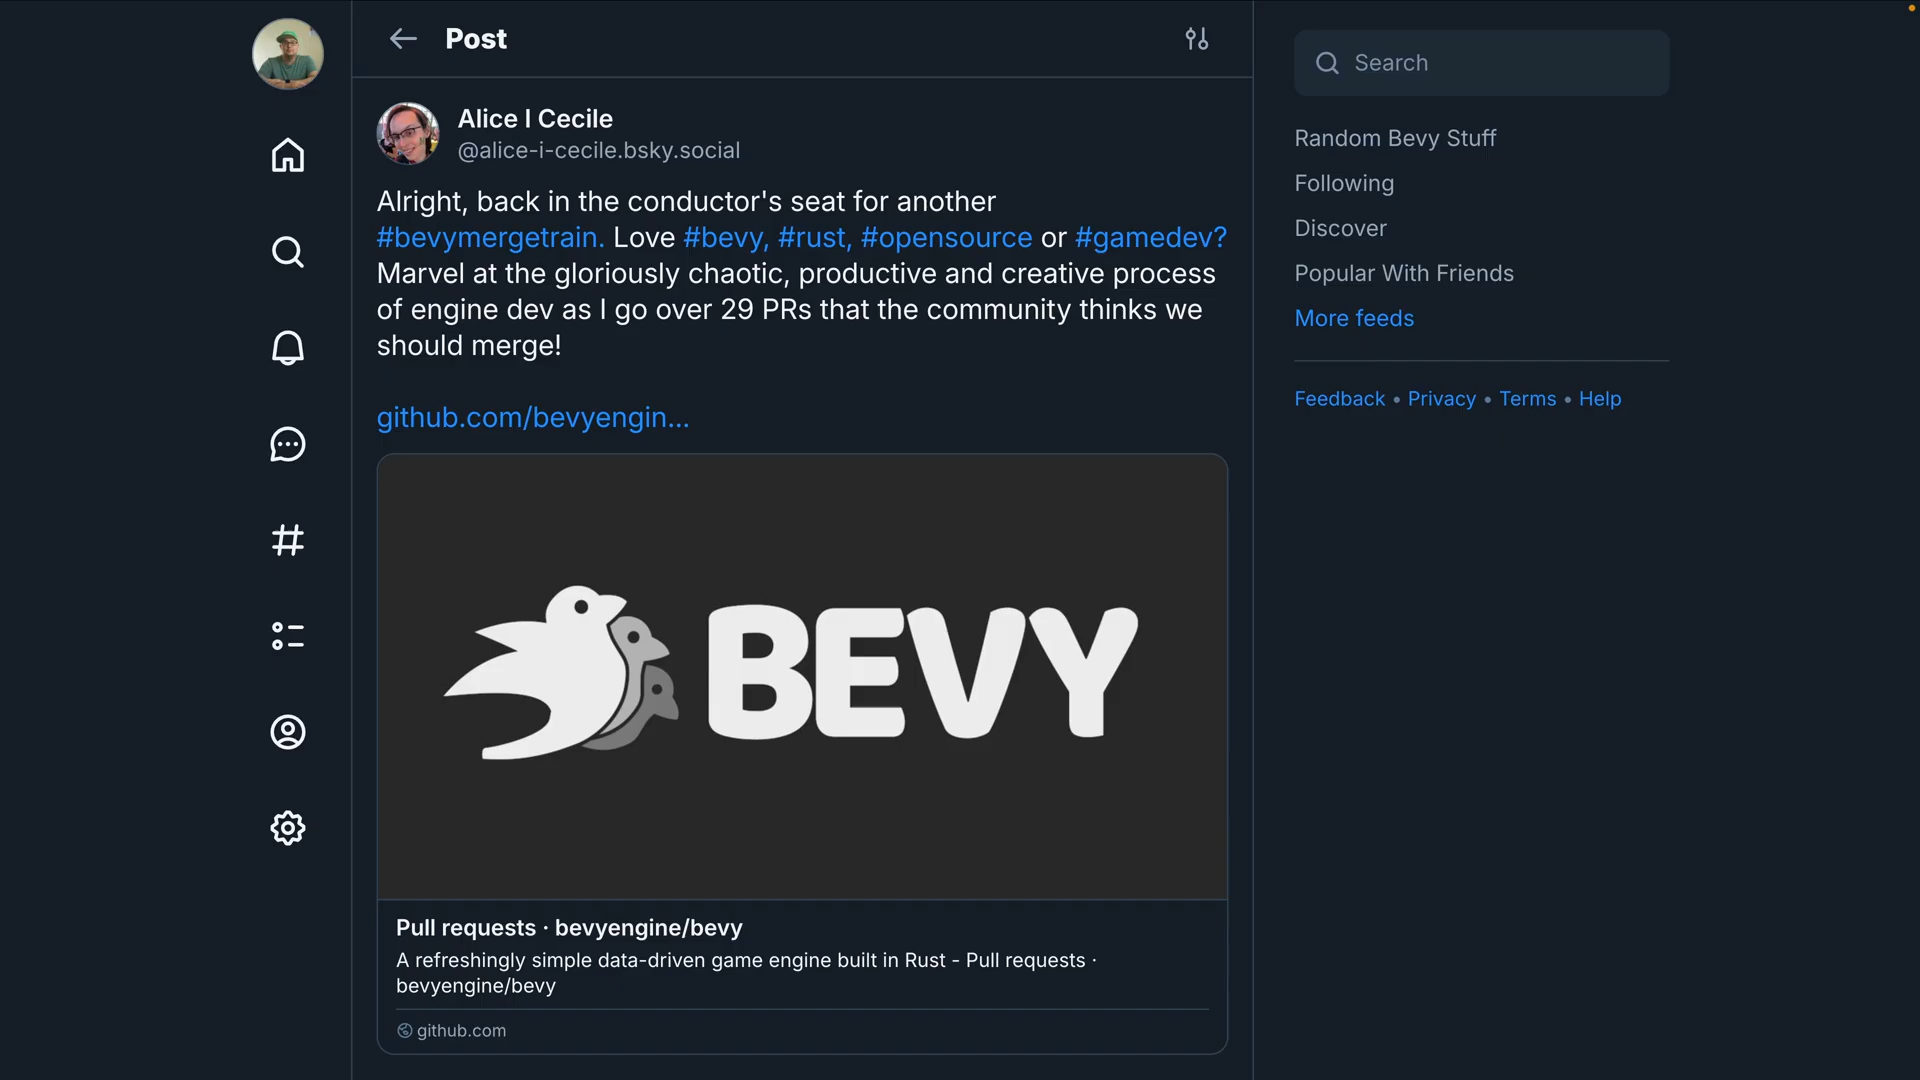 Post
Alice I Cecile
@alice-i-cecile.bsky.social
Alright, back in the conductor's seat for another
#bevymergetrain. Love #bevy, #rust, #opensource or #gamedev?
Marvel at the gloriously chaotic, productive and creative process
of engine dev as I go over 29 PRs that the community thinks we
should merge!
github.com/bevyengin...
BEVY
Pull requests · bevyengine/bevy
A refreshingly simple data-driven game engine built in Rust - Pull requests ·
bevyengine/bevy
github.com
Search
Random Bevy Stuff
Following
Discover
Popular With Friends
More feeds
Feedback • Privacy • Terms • Help